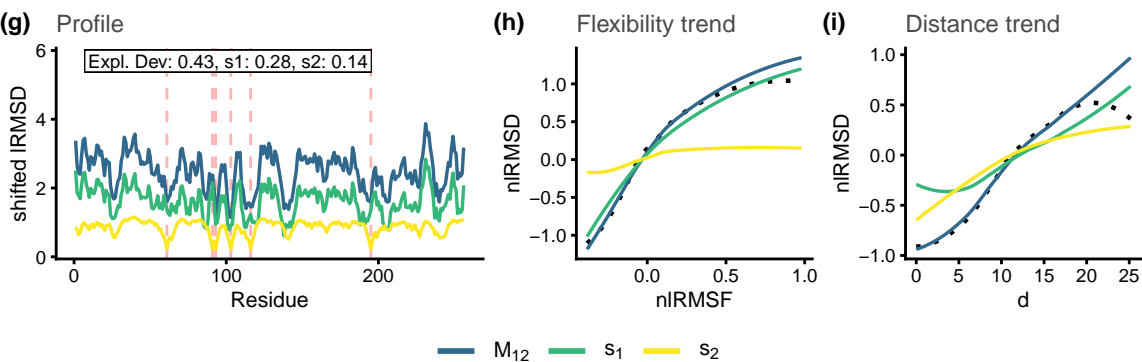 (g) Profile
Expl. Dev: 0.43, s1: 0.28, s2: 0.14
shifted lRMSD
6
4
2
0
0 100 200
Residue
(h) Flexibility trend
nlRMSD
1.0
0.5
0.0
−0.5
−1.0
0.0 0.5 1.0
nlRMSF
(i) Distance trend
nlRMSD
1.0
0.5
0.0
−0.5
−1.0
0 5 10 15 20 25
d
M12 s1 s2